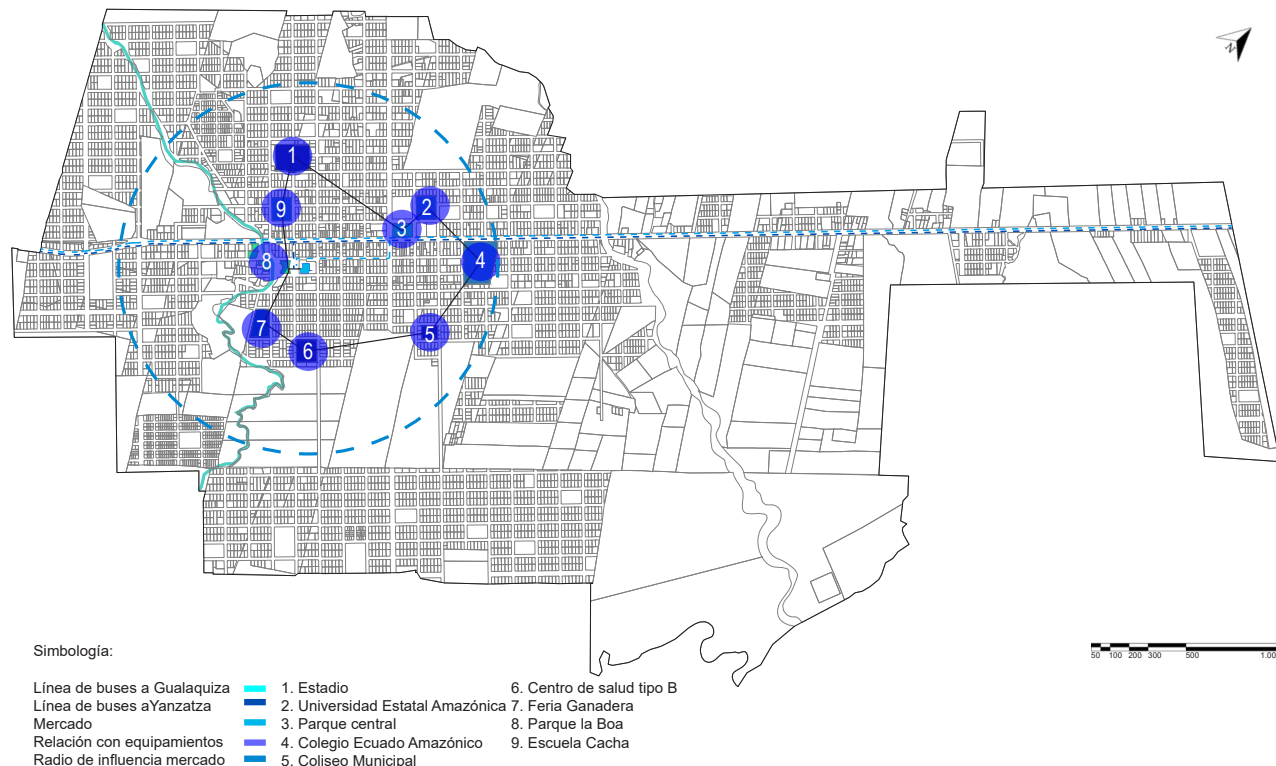 N
1
2
9
3
8
4
7
5
6
50 100 200 300 500 1.00
Simbología:
Línea de buses a Gualaquiza
Línea de buses aYanzatza
Mercado
Relación con equipamientos
Radio de influencia mercado
1. Estadio
2. Universidad Estatal Amazónica
3. Parque central
4. Colegio Ecuado Amazónico
5. Coliseo Municipal
6. Centro de salud tipo B
7. Feria Ganadera
8. Parque la Boa
9. Escuela Cacha